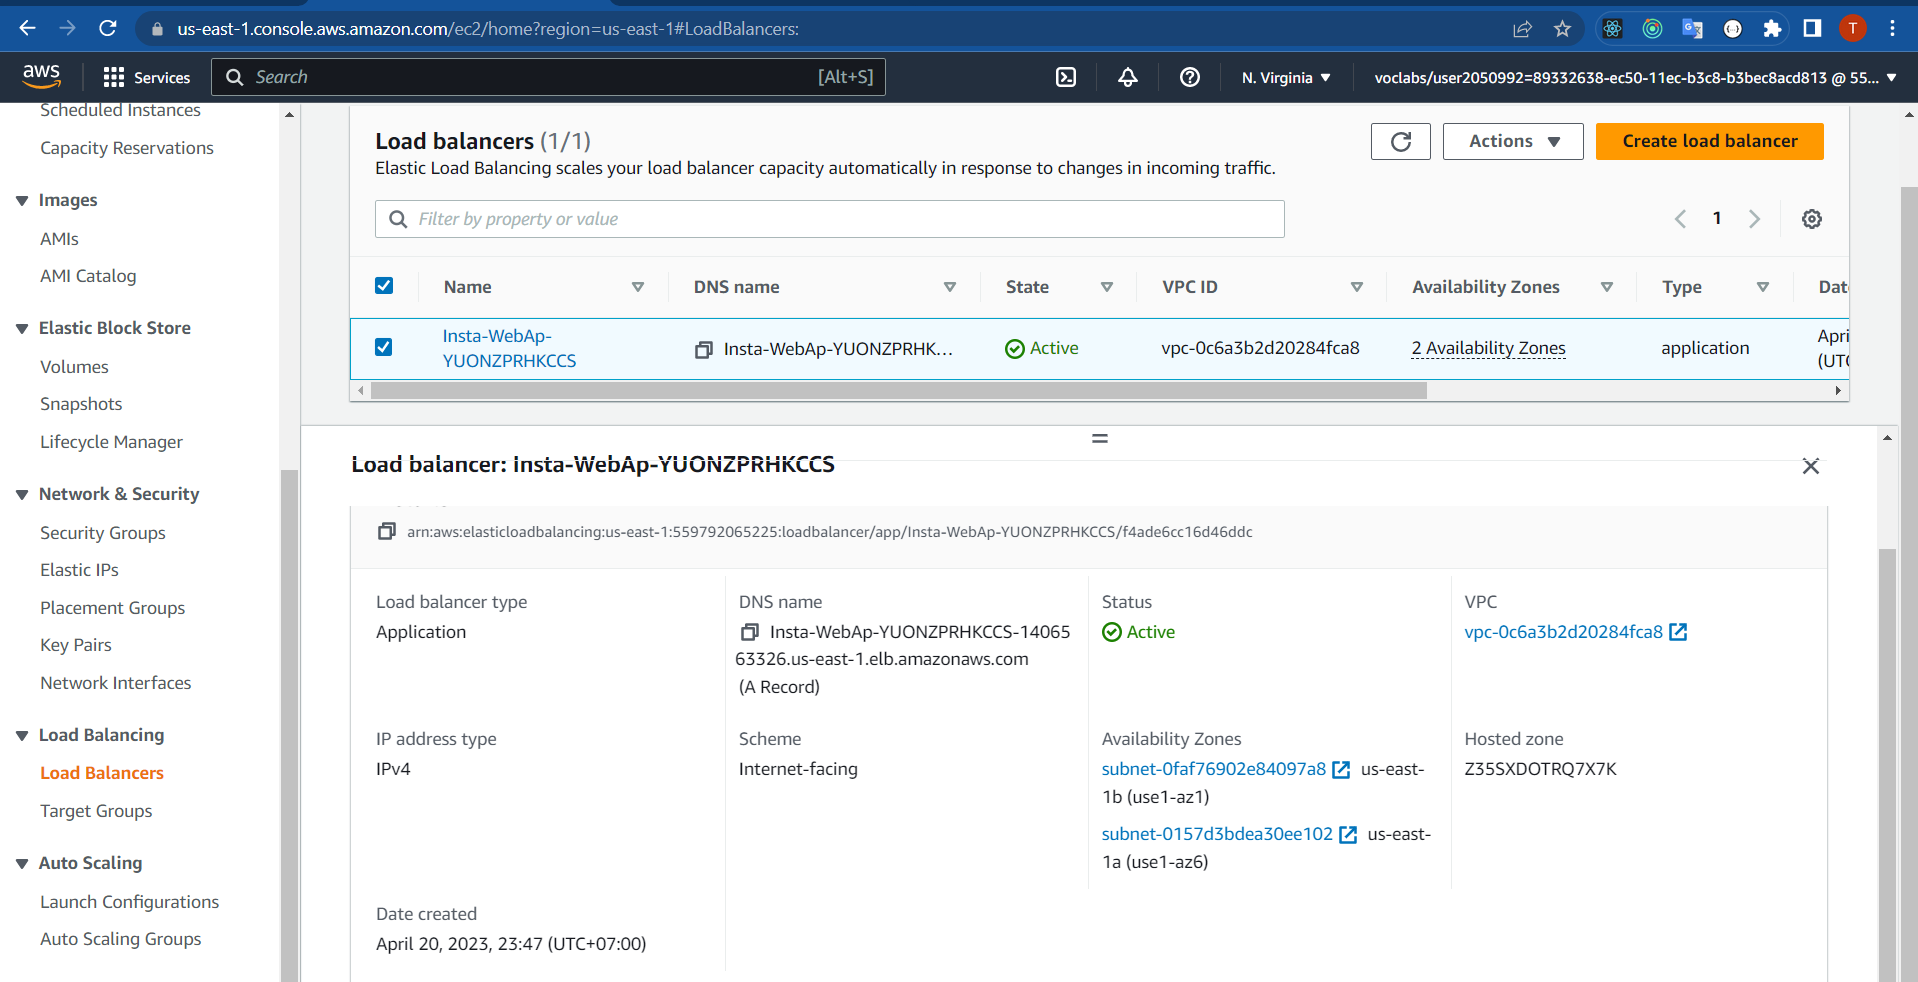 us-east-1.console.aws.amazon.com/ec2/home?region=us-east-1#LoadBalancers:
T
aws
Services
Search
[Alt+S]
N. Virginia
voclabs/user2050992=89332638-ec50-11ec-b3c8-b3bec8acd813 @ 55...
Scheduled Instances
Capacity Reservations
Images
AMIs
AMI Catalog
Elastic Block Store
Volumes
Snapshots
Lifecycle Manager
Network & Security
Security Groups
Elastic IPs
Placement Groups
Key Pairs
Network Interfaces
Load Balancing
Load Balancers
Target Groups
Auto Scaling
Launch Configurations
Auto Scaling Groups
Load balancers (1/1)
Elastic Load Balancing scales your load balancer capacity automatically in response to changes in incoming traffic.
Actions
Create load balancer
Filter by property or value
1
Name
DNS name
State
VPC ID
Availability Zones
Type
Dat
Insta-WebAp-
YUONZPRHKCCS
Insta-WebAp-YUONZPRHK...
Active
vpc-0c6a3b2d20284fca8
2 Availability Zones
application
Apri
(UTC
Load balancer: Insta-WebAp-YUONZPRHKCCS
arn:aws:elasticloadbalancing:us-east-1:559792065225:loadbalancer/app/Insta-WebAp-YUONZPRHKCCS/f4ade6cc16d46ddc
Load balancer type
Application
DNS name
Insta-WebAp-YUONZPRHKCCS-14065
63326.us-east-1.elb.amazonaws.com
(A Record)
Status
Active
VPC
vpc-0c6a3b2d20284fca8
IP address type
IPv4
Scheme
Internet-facing
Availability Zones
subnet-0faf76902e84097a8 us-east-
1b (use1-az1)
subnet-0157d3bdea30ee102 us-east-
1a (use1-az6)
Hosted zone
Z35SXDOTRQ7X7K
Date created
April 20, 2023, 23:47 (UTC+07:00)